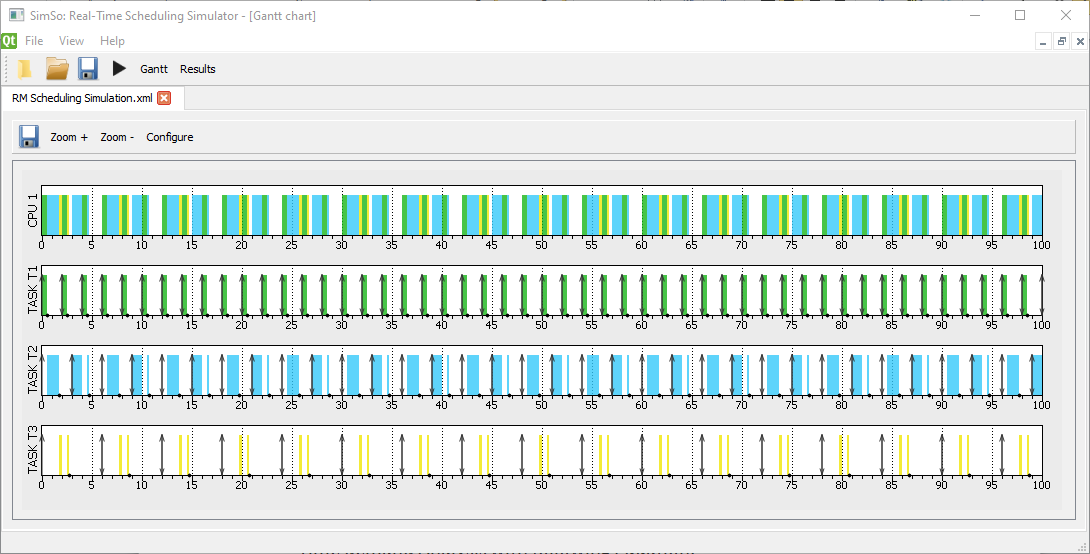 SimSo: Real-Time Scheduling Simulator - [Gantt chart]
Qt File View Help
Gantt Results
RM Scheduling Simulation.xml
Zoom + Zoom - Configure
CPU 1
0 5 10 15 20 25 30 35 40 45 50 55 60 65 70 75 80 85 90 95 100
TASK T1
0 5 10 15 20 25 30 35 40 45 50 55 60 65 70 75 80 85 90 95 100
TASK T2
0 5 10 15 20 25 30 35 40 45 50 55 60 65 70 75 80 85 90 95 100
TASK T3
0 5 10 15 20 25 30 35 40 45 50 55 60 65 70 75 80 85 90 95 100